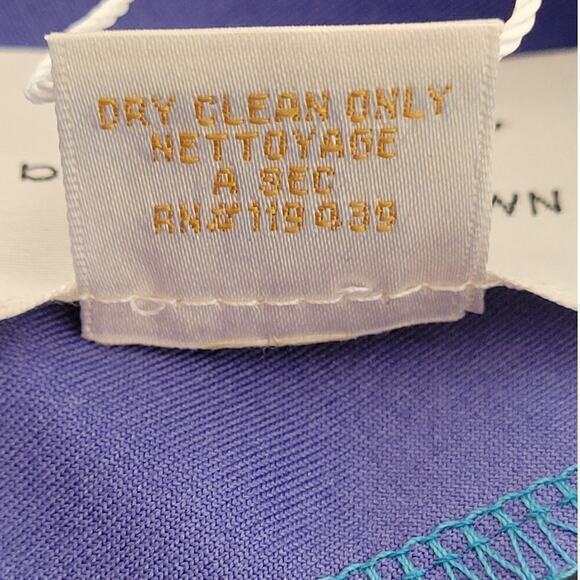 DRY CLEAN ONLY
NETTOYAGE
A SEC
RN# 119439